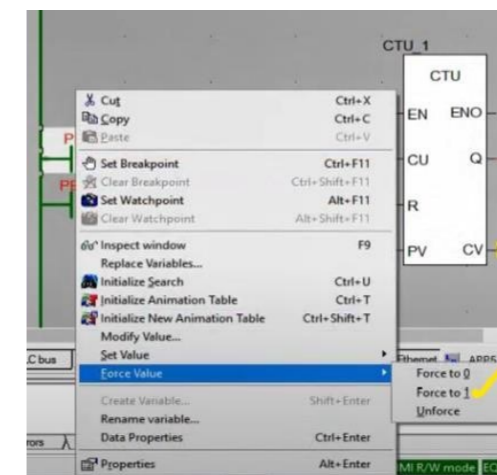 CTU_1
CTU
EN ENO
CU Q
R
PV CV
Cut Ctrl+X
Copy Ctrl+C
Paste Ctrl+V
Set Breakpoint Ctrl+F11
Clear Breakpoint Ctrl+Shift+F11
Set Watchpoint Alt+F11
Clear Watchpoint Alt+Shift+F11
Inspect window F9
Replace Variables...
Initialize Search Ctrl+U
Initialize Animation Table Ctrl+T
Initialize New Animation Table Ctrl+Shift+T
Modify Value...
Set Value
Force Value
Force to 0
Force to 1
Unforce
Create Variable... Shift+Enter
Rename variable...
Data Properties Ctrl+Enter
Properties Alt+Enter
LC bus
Ethernet
rors
MI R/W mode